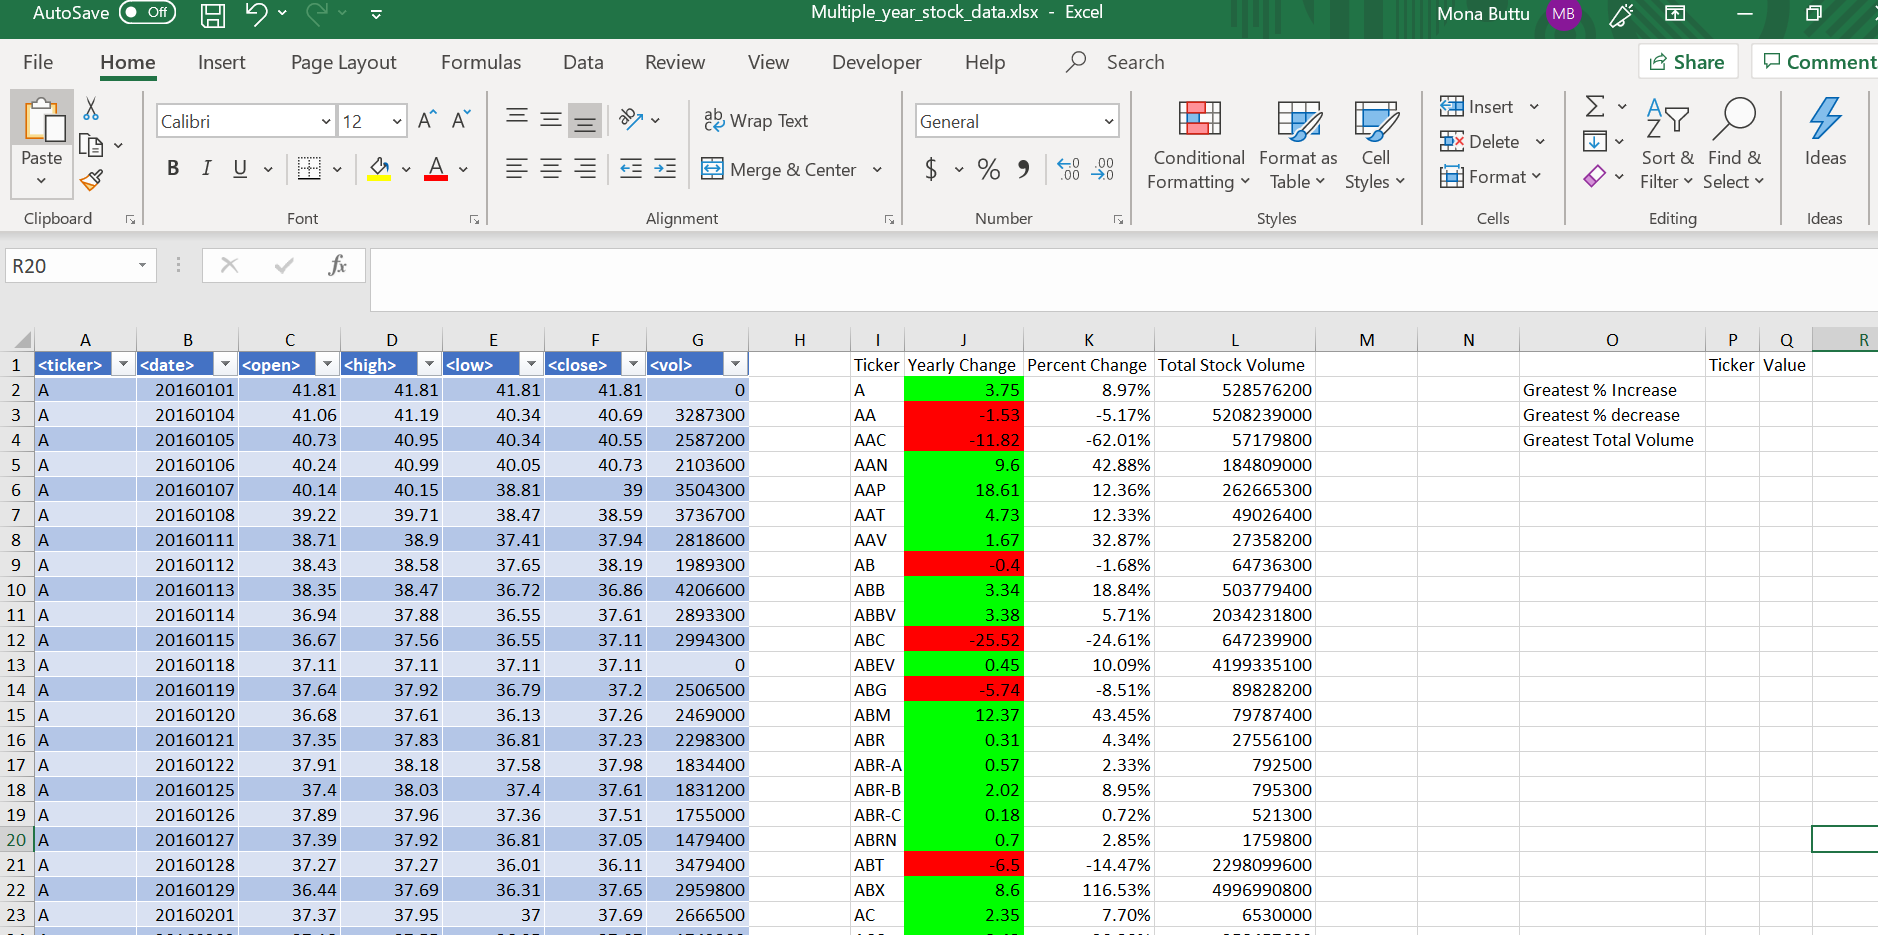 AutoSave Off Multiple_year_stock_data.xlsx - Excel Mona Buttu MB
File Home Insert Page Layout Formulas Data Review View Developer Help Search Share Comment
Calibri 12 ab Wrap Text General Insert
Paste B I U A Merge & Center $ % Delete
Conditional Formatting Format as Table Cell Styles Format Sort & Filter Find & Select Ideas
Clipboard Font Alignment Number Styles Cells Editing Ideas
R20 fx
A B C D E F G H I J K L M N O P Q R
1 <ticker> <date> <open> <high> <low> <close> <vol> Ticker Yearly Change Percent Change Total Stock Volume Ticker Value
2 A 20160101 41.81 41.81 41.81 41.81 0 A 3.75 8.97% 528576200 Greatest % Increase
3 A 20160104 41.06 41.19 40.34 40.69 3287300 AA -1.53 -5.17% 5208239000 Greatest % decrease
4 A 20160105 40.73 40.95 40.34 40.55 2587200 AAC -11.82 -62.01% 57179800 Greatest Total Volume
5 A 20160106 40.24 40.99 40.05 40.73 2103600 AAN 9.6 42.88% 184809000
6 A 20160107 40.14 40.15 38.81 39 3504300 AAP 18.61 12.36% 262665300
7 A 20160108 39.22 39.71 38.47 38.59 3736700 AAT 4.73 12.33% 49026400
8 A 20160111 38.71 38.9 37.41 37.94 2818600 AAV 1.67 32.87% 27358200
9 A 20160112 38.43 38.58 37.65 38.19 1989300 AB -0.4 -1.68% 64736300
10 A 20160113 38.35 38.47 36.72 36.86 4206600 ABB 3.34 18.84% 503779400
11 A 20160114 36.94 37.88 36.55 37.61 2893300 ABBV 3.38 5.71% 2034231800
12 A 20160115 36.67 37.56 36.55 37.11 2994300 ABC -25.52 -24.61% 647239900
13 A 20160118 37.11 37.11 37.11 37.11 0 ABEV 0.45 10.09% 4199335100
14 A 20160119 37.64 37.92 36.79 37.2 2506500 ABG -5.74 -8.51% 89828200
15 A 20160120 36.68 37.61 36.13 37.26 2469000 ABM 12.37 43.45% 79787400
16 A 20160121 37.35 37.83 36.81 37.23 2298300 ABR 0.31 4.34% 27556100
17 A 20160122 37.91 38.18 37.58 37.98 1834400 ABR-A 0.57 2.33% 792500
18 A 20160125 37.4 38.03 37.4 37.61 1831200 ABR-B 2.02 8.95% 795300
19 A 20160126 37.89 37.96 37.36 37.51 1755000 ABR-C 0.18 0.72% 521300
20 A 20160127 37.39 37.92 36.81 37.05 1479400 ABRN 0.7 2.85% 1759800
21 A 20160128 37.27 37.27 36.01 36.11 3479400 ABT -6.5 -14.47% 2298099600
22 A 20160129 36.44 37.69 36.31 37.65 2959800 ABX 8.6 116.53% 4996990800
23 A 20160201 37.37 37.95 37 37.69 2666500 AC 2.35 7.70% 6530000